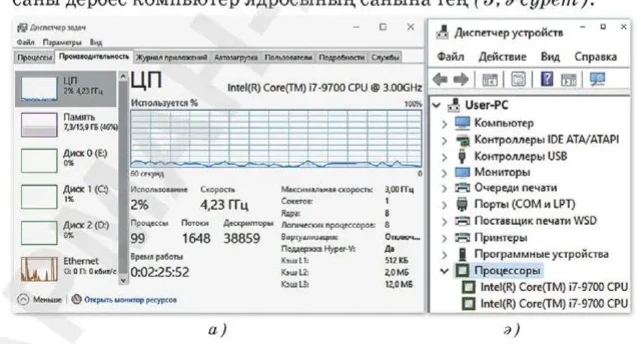 саны дербес компьютер ядросының санына тең (
Диспетчер задач
Файл Параметры Вид
Процессы Производительность Журнал приложений Автозагрузка Пользователи Подробности Службы
ЦП
2% 4,23 ГГц
Память
7,3/15,9 ГБ (46%)
Диск 0 (E:)
0%
Диск 1 (C:)
1%
Диск 2 (D:)
0%
Ethernet
О: 0 П: 0 кбит/с
ЦП
Intel(R) Core(TM) i7-9700 CPU @ 3.00GHz
Используется % 100%
60 секунд 0
Использование Скорость
2% 4,23 ГГц
Процессы Потоки Дескрипторы
99 1648 38859
Время работы
0:02:25:52
Максимальная скорость: 3,00 ГГц
Сокетов: 1
Ядра: 8
Логических процессоров: 8
Виртуализация: Отключ...
Поддержка Hyper-V: Да
Кэш L1: 512 КБ
Кэш L2: 2,0 МБ
Кэш L3: 12,0 МБ
Меньше Открыть монитор ресурсов
а)
Диспетчер устройств
Файл Действие Вид Справка
User-PC
Компьютер
Контроллеры IDE ATA/ATAPI
Контроллеры USB
Мониторы
Очереди печати
Порты (COM и LPT)
Поставщик печати WSD
Принтеры
Программные устройства
Процессоры
Intel(R) Core(TM) i7-9700 CPU
Intel(R) Core(TM) i7-9700 CPU
ә)